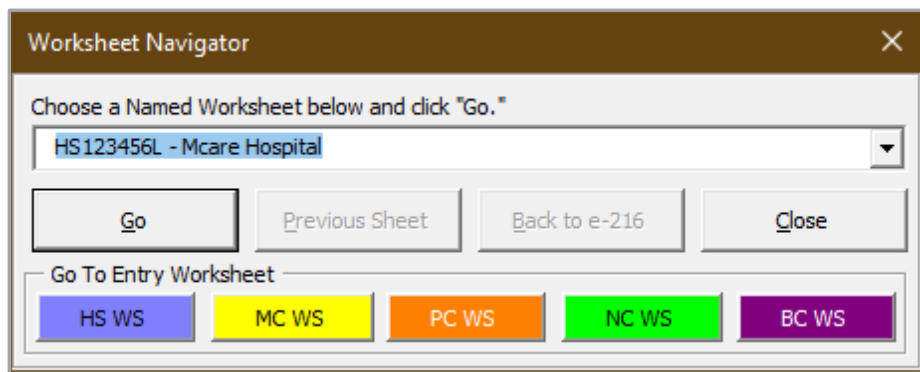 Worksheet Navigator
Choose a Named Worksheet below and click "Go."
HS123456L - Mcare Hospital
Go Previous Sheet Back to e-216 Close
Go To Entry Worksheet
HS WS MC WS PC WS NC WS BC WS